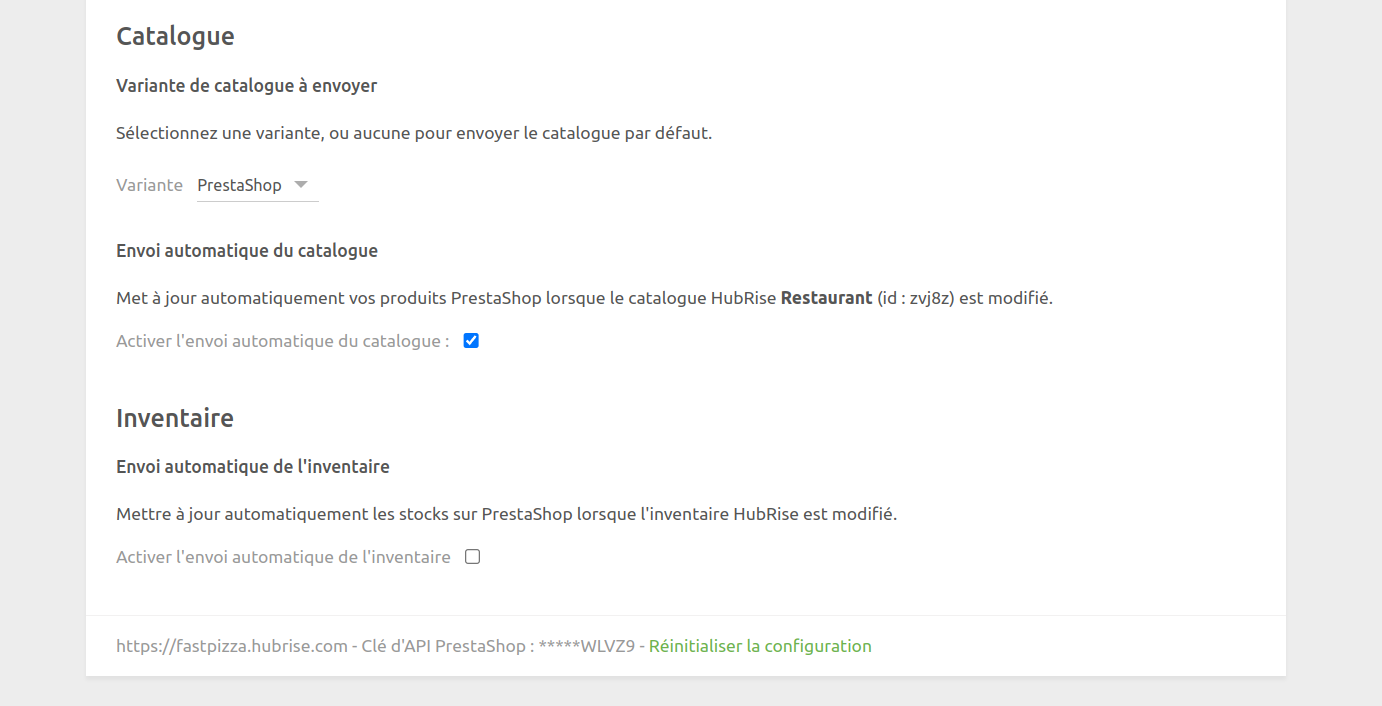 Catalogue
Variante de catalogue à envoyer
Sélectionnez une variante, ou aucune pour envoyer le catalogue par défaut.
Variante PrestaShop
Envoi automatique du catalogue
Met à jour automatiquement vos produits PrestaShop lorsque le catalogue HubRise Restaurant (id : zvj8z) est modifié.
Activer l'envoi automatique du catalogue :
Inventaire
Envoi automatique de l'inventaire
Mettre à jour automatiquement les stocks sur PrestaShop lorsque l'inventaire HubRise est modifié.
Activer l'envoi automatique de l'inventaire
https://fastpizza.hubrise.com - Clé d'API PrestaShop : *****WLVZ9 - Réinitialiser la configuration